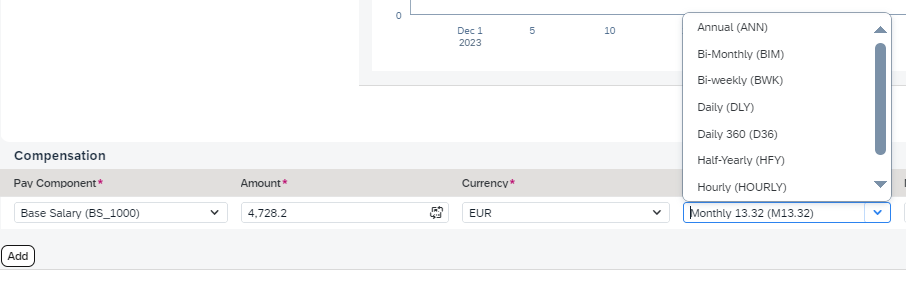 0
Dec 1 5 10
2023
Annual (ANN)
Bi-Monthly (BIM)
Bi-weekly (BWK)
Daily (DLY)
Daily 360 (D36)
Half-Yearly (HFY)
Hourly (HOURLY)
Compensation
Pay Component* Amount* Currency*
Base Salary (BS_1000) 4,728.2 EUR Monthly 13.32 (M13.32)
Add